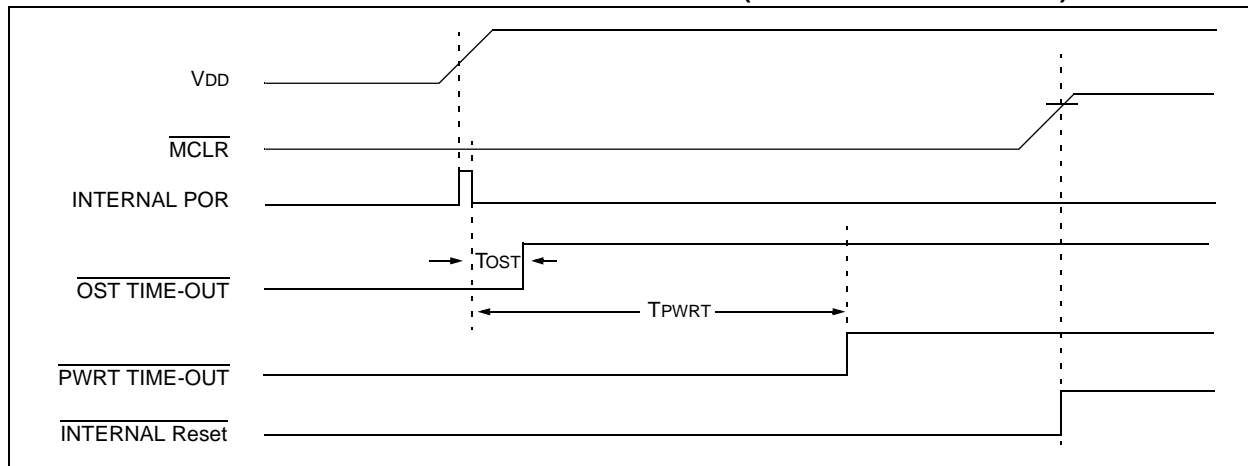 VDD
MCLR
INTERNAL POR
TOST
OST TIME-OUT
TPWRT
PWRT TIME-OUT
INTERNAL Reset